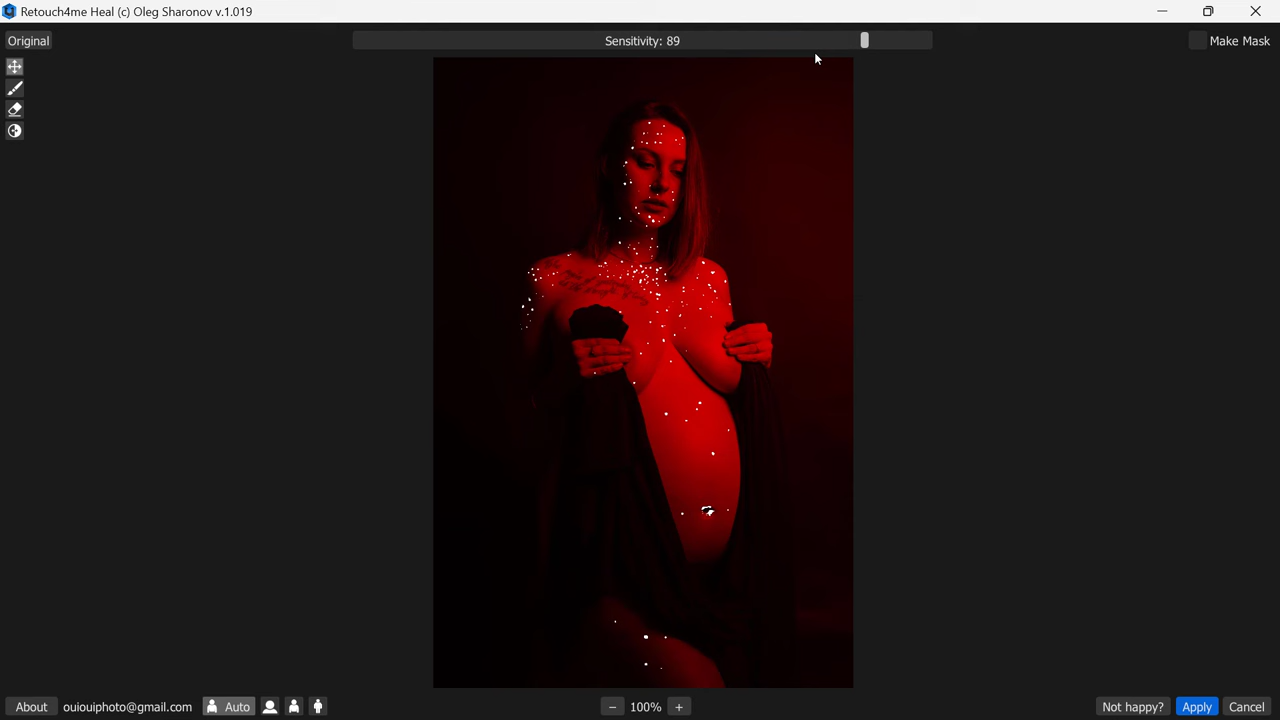 Retouch4me Heal (c) Oleg Sharonov v.1.019
Original
Sensitivity: 89
Make Mask
About
ouiouiphoto@gmail.com
Auto
100%
Not happy?
Apply
Cancel